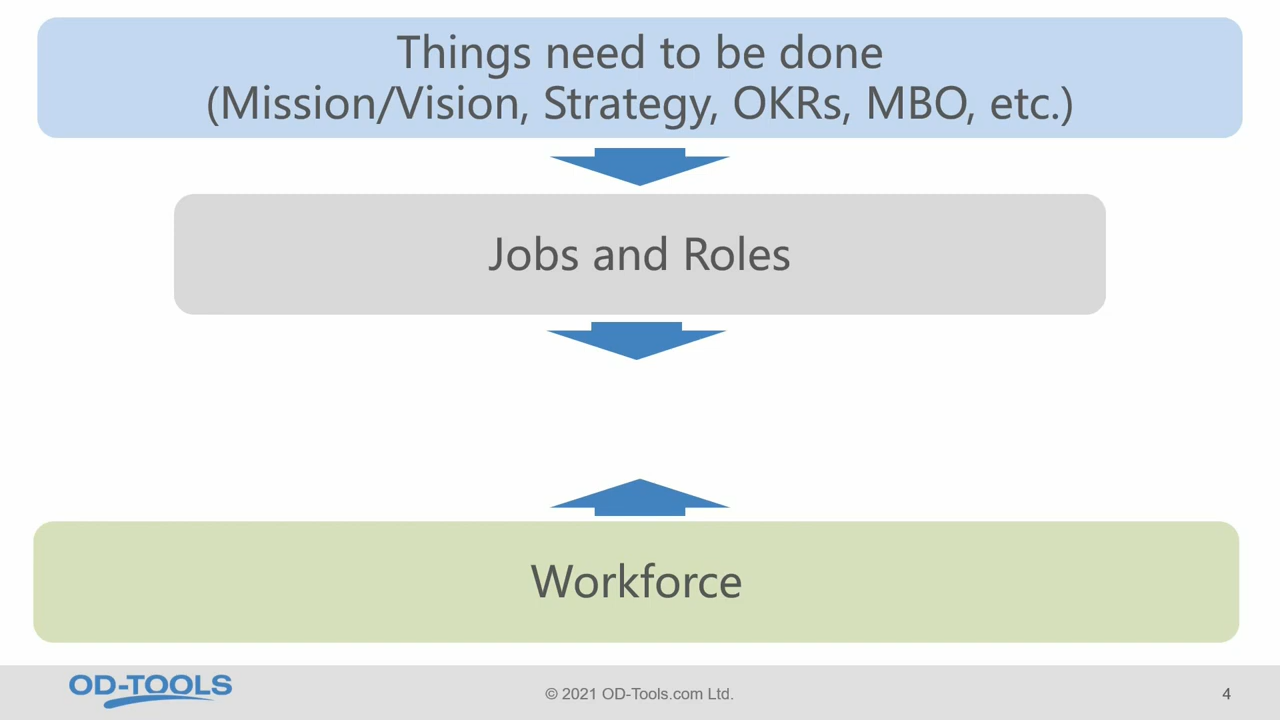 Things need to be done
(Mission/Vision, Strategy, OKRs, MBO, etc.)
Jobs and Roles
Workforce
OD-TOOLS
© 2021 OD-Tools.com Ltd.
4